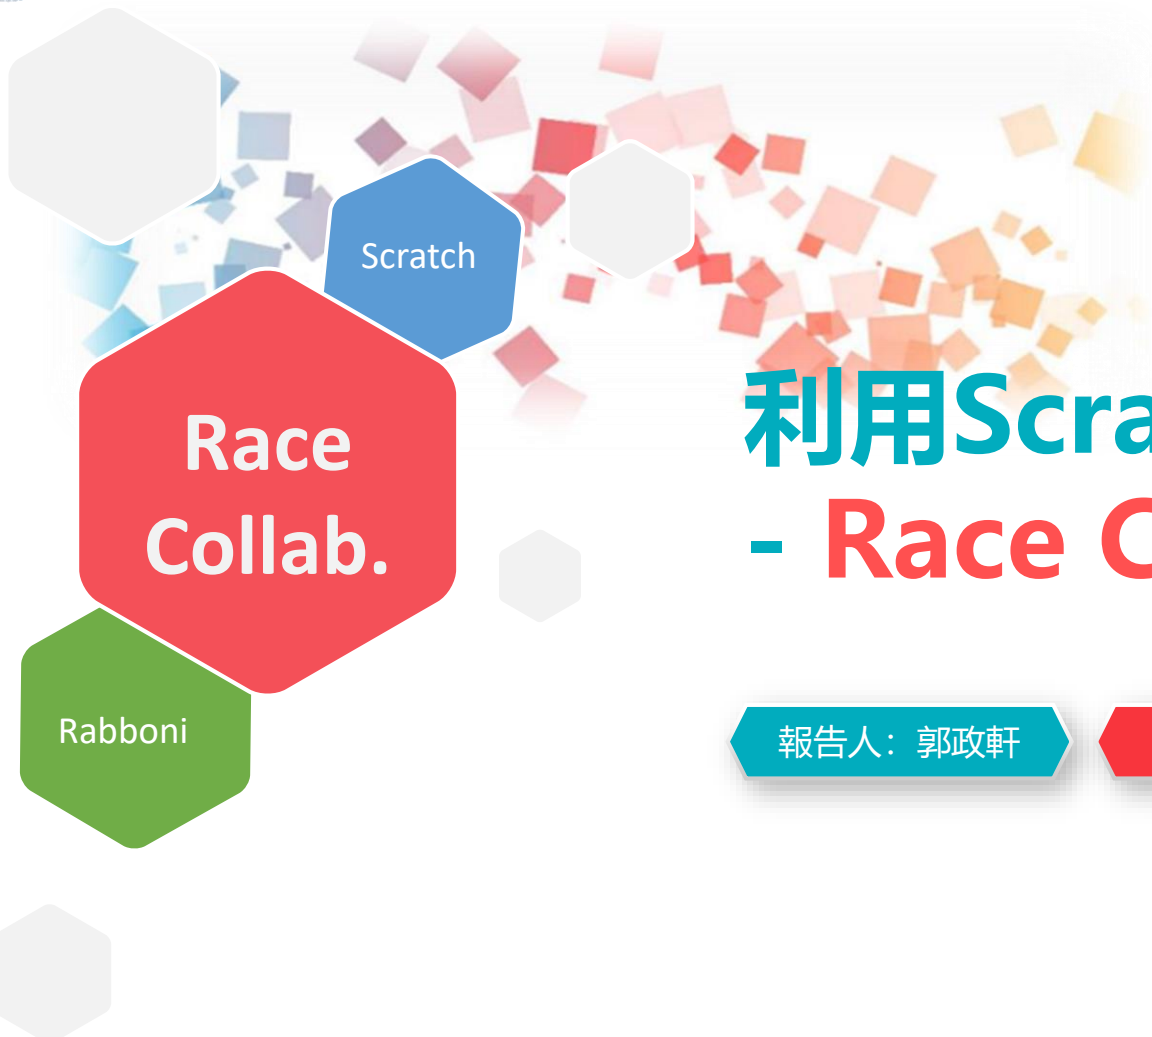 Scratch
Race
Collab.
Rabboni
利用Scra
- Race C
報告人：郭政軒